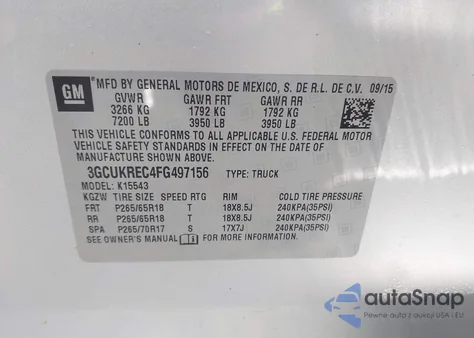 GM
MFD BY GENERAL MOTORS DE MEXICO, S. DE R.L. DE C.V. 09/15
GVWR GAWR FRT GAWR RR
3266 KG 1792 KG 1792 KG
7200 LB 3950 LB 3950 LB
THIS VEHICLE CONFORMS TO ALL APPLICABLE U.S. FEDERAL MOTOR
VEHICLE SAFETY STANDARDS IN EFFECT ON THE DATE OF
MANUFACTURE SHOWN ABOVE.
3GCUKREC4FG497156 TYPE: TRUCK
MODEL: K15543
KGZW TIRE SIZE SPEED RTG RIM COLD TIRE PRESSURE
FRT P265/65R18 T 18X8.5J 240KPA(35PSI)
RR P265/65R18 T 18X8.5J 240KPA(35PSI)
SPA P265/70R17 S 17X7J 240KPA(35PSI)
SEE OWNER'S MANUAL FOR MORE INFORMATION.
autoSnap
Pewne auta z USA i EU